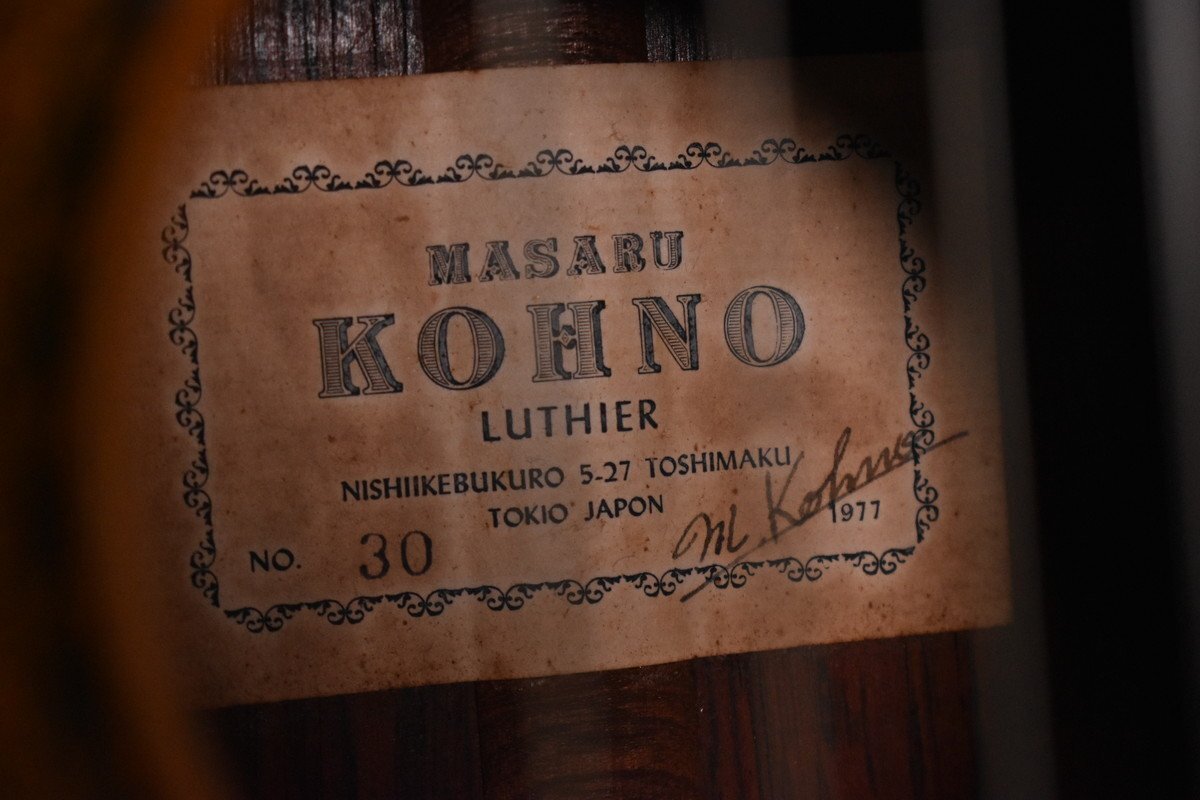 MASARU
KOHNO
LUTHIER
NISHIIKEBUKURO 5-27 TOSHIMAKU
TOKIO JAPON
M. Kohno
1977
NO. 30